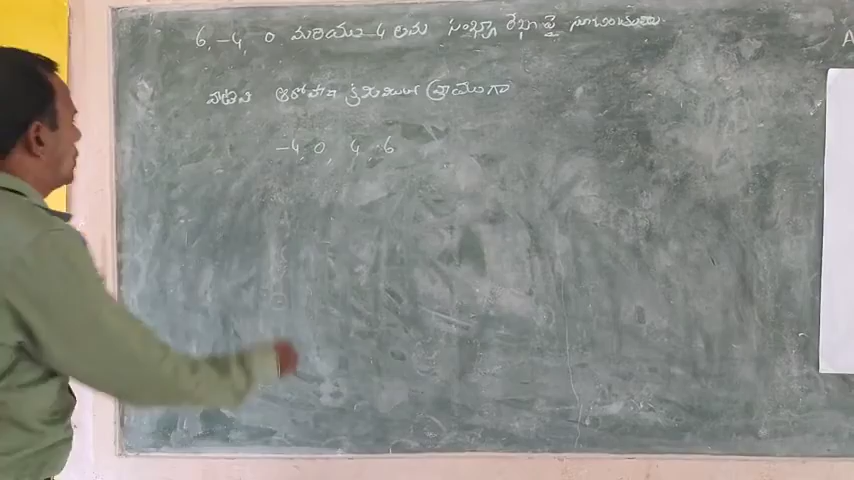 6, -4, 0 మరియు 4 లను సంఖ్యా రేఖపై సూచించుము
వాటిని ఆరోహణ క్రమములో వ్రాయుము
-4, 0, 4, 6
A